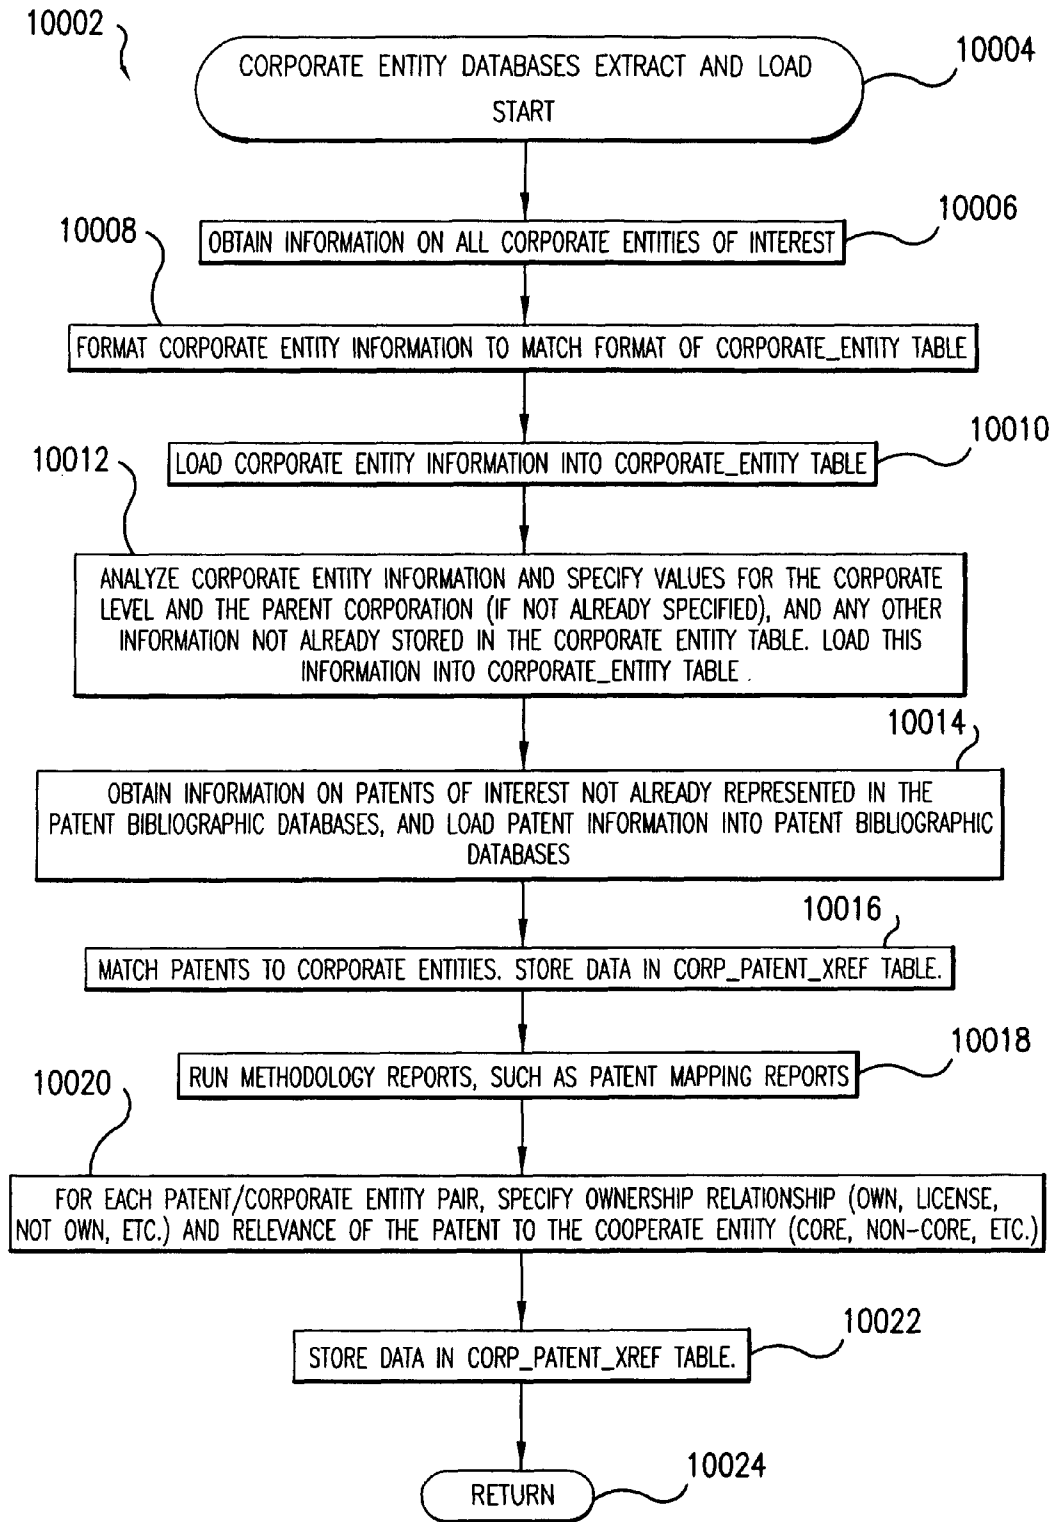 10002
CORPORATE ENTITY DATABASES EXTRACT AND LOAD
START
10004
OBTAIN INFORMATION ON ALL CORPORATE ENTITIES OF INTEREST
10006
10008
FORMAT CORPORATE ENTITY INFORMATION TO MATCH FORMAT OF CORPORATE_ENTITY TABLE
LOAD CORPORATE ENTITY INFORMATION INTO CORPORATE_ENTITY TABLE
10010
10012
ANALYZE CORPORATE ENTITY INFORMATION AND SPECIFY VALUES FOR THE CORPORATE
LEVEL AND THE PARENT CORPORATION (IF NOT ALREADY SPECIFIED), AND ANY OTHER
INFORMATION NOT ALREADY STORED IN THE CORPORATE ENTITY TABLE. LOAD THIS
INFORMATION INTO CORPORATE_ENTITY TABLE .
10014
OBTAIN INFORMATION ON PATENTS OF INTEREST NOT ALREADY REPRESENTED IN THE
PATENT BIBLIOGRAPHIC DATABASES, AND LOAD PATENT INFORMATION INTO PATENT BIBLIOGRAPHIC
DATABASES
10016
MATCH PATENTS TO CORPORATE ENTITIES. STORE DATA IN CORP_PATENT_XREF TABLE.
10018
RUN METHODOLOGY REPORTS, SUCH AS PATENT MAPPING REPORTS
10020
FOR EACH PATENT/CORPORATE ENTITY PAIR, SPECIFY OWNERSHIP RELATIONSHIP (OWN, LICENSE,
NOT OWN, ETC.) AND RELEVANCE OF THE PATENT TO THE COOPERATE ENTITY (CORE, NON-CORE, ETC.)
10022
STORE DATA IN CORP_PATENT_XREF TABLE.
RETURN
10024